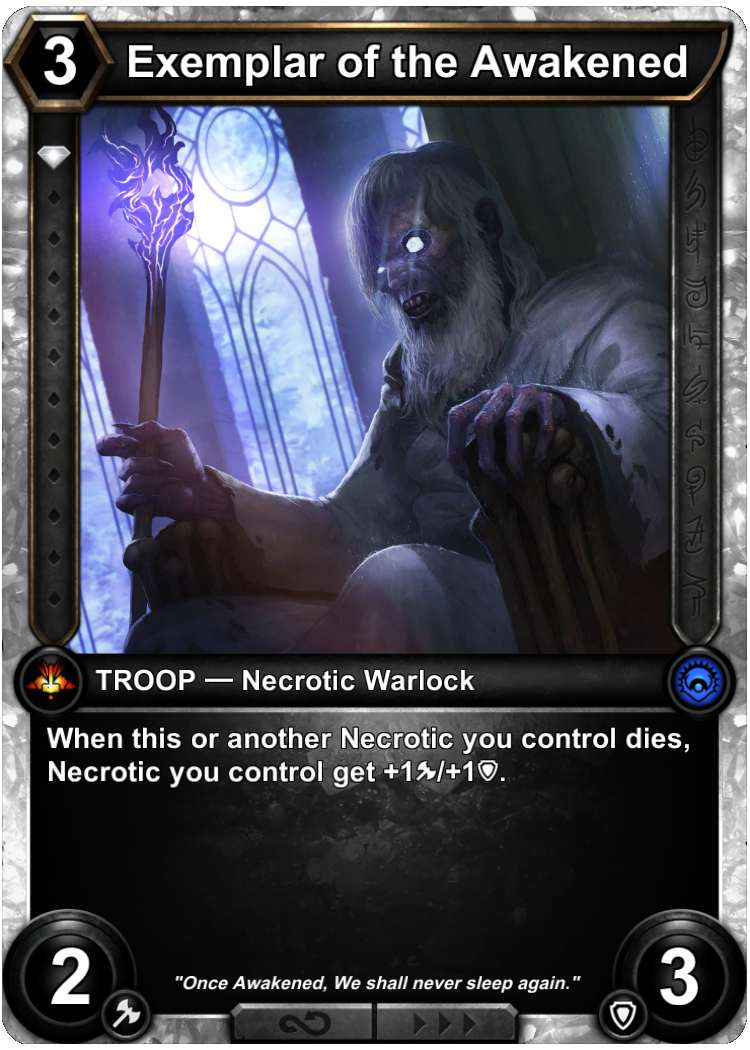 3
Exemplar of the Awakened
TROOP — Necrotic Warlock
When this or another Necrotic you control dies,
Necrotic you control get +1/+1.
"Once Awakened, We shall never sleep again."
2
3